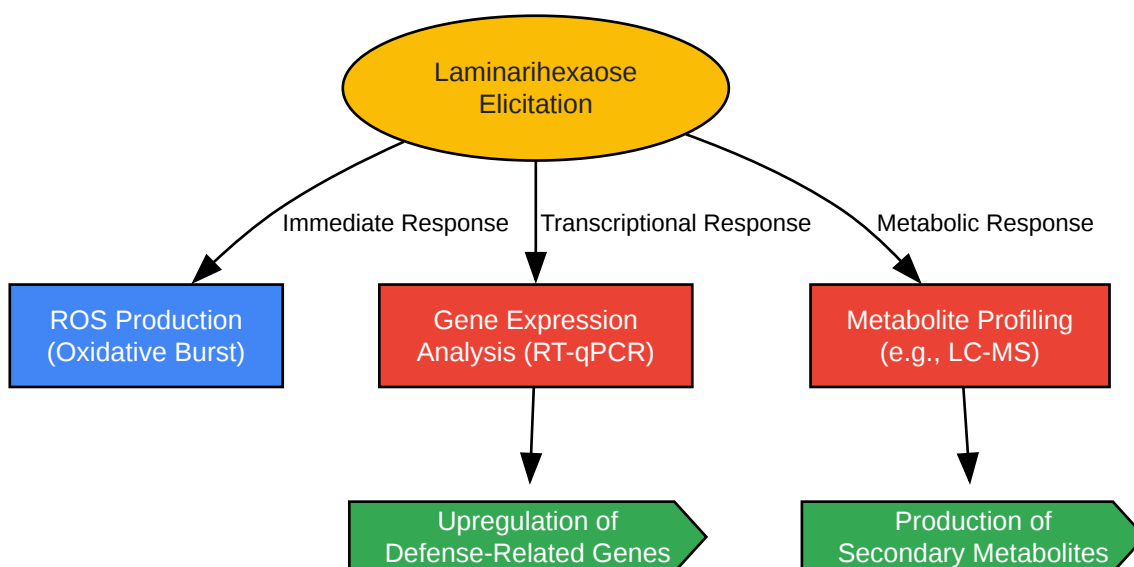 Laminarihexaose
Elicitation
Immediate Response
Transcriptional Response
Metabolic Response
ROS Production
(Oxidative Burst)
Gene Expression
Analysis (RT-qPCR)
Metabolite Profiling
(e.g., LC-MS)
Upregulation of
Defense-Related Genes
Production of
Secondary Metabolites